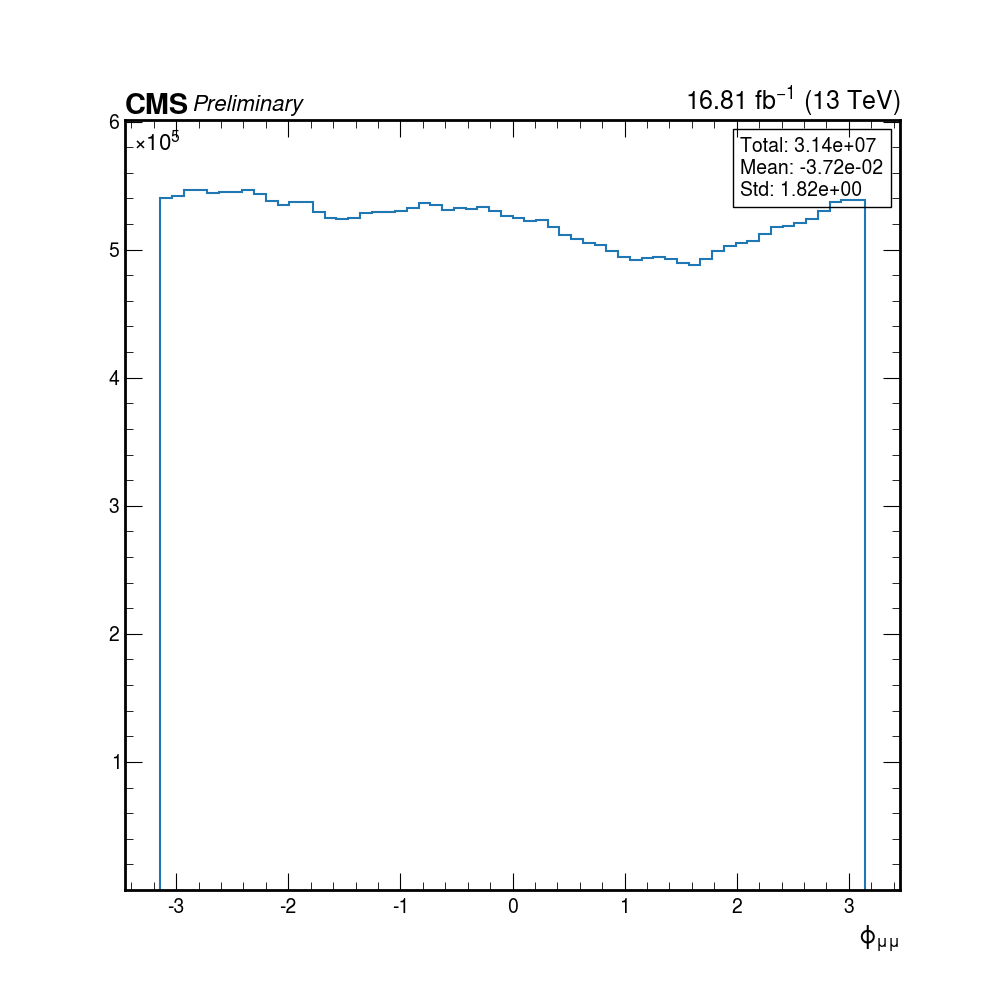 CMS Preliminary
16.81 fb⁻¹ (13 TeV)
×10⁵
Total: 3.14e+07
Mean: -3.72e-02
Std: 1.82e+00
6
5
4
3
2
1
-3 -2 -1 0 1 2 3
ϕμμ